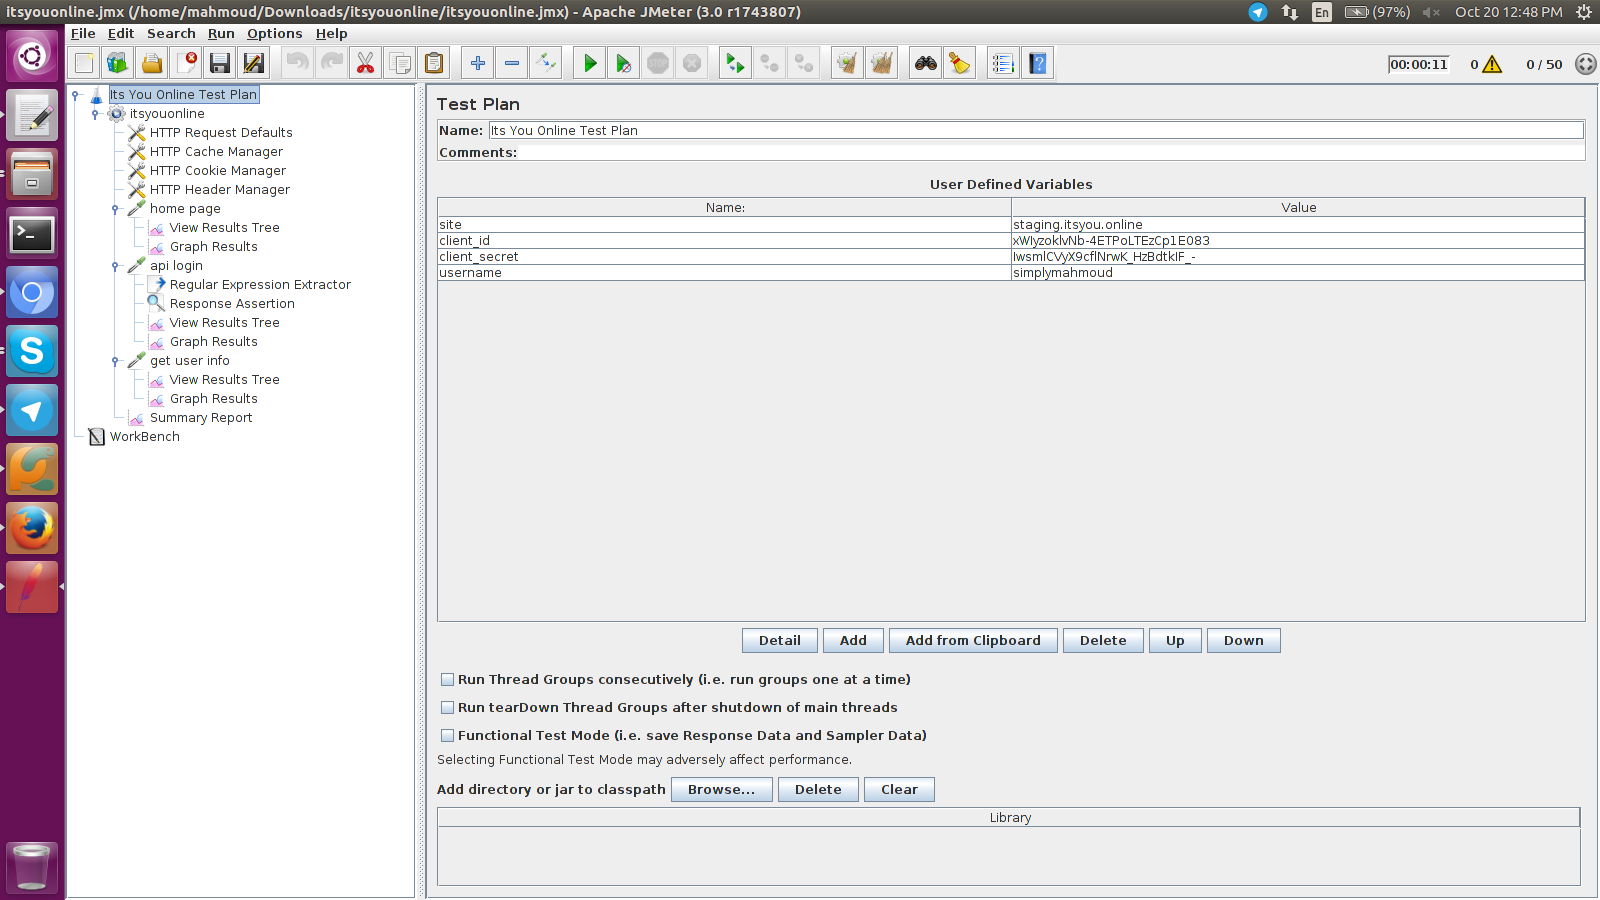 itsyouonline.jmx (/home/mahmoud/Downloads/itsyouonline/itsyouonline.jmx) - Apache JMeter (3.0 r1743807)
En
(97%)
Oct 20 12:48 PM
File Edit Search Run Options Help
STOP
00:00:11
0
0 / 50
Its You Online Test Plan
itsyouonline
HTTP Request Defaults
HTTP Cache Manager
HTTP Cookie Manager
HTTP Header Manager
home page
View Results Tree
Graph Results
api login
Regular Expression Extractor
Response Assertion
View Results Tree
Graph Results
get user info
View Results Tree
Graph Results
Summary Report
WorkBench
Test Plan
Name: Its You Online Test Plan
Comments:
User Defined Variables
Name: Value
site staging.itsyou.online
client_id
client_secret
username simplymahmoud
Detail Add Add from Clipboard Delete Up Down
Run Thread Groups consecutively (i.e. run groups one at a time)
Run tearDown Thread Groups after shutdown of main threads
Functional Test Mode (i.e. save Response Data and Sampler Data)
Selecting Functional Test Mode may adversely affect performance.
Add directory or jar to classpath Browse... Delete Clear
Library